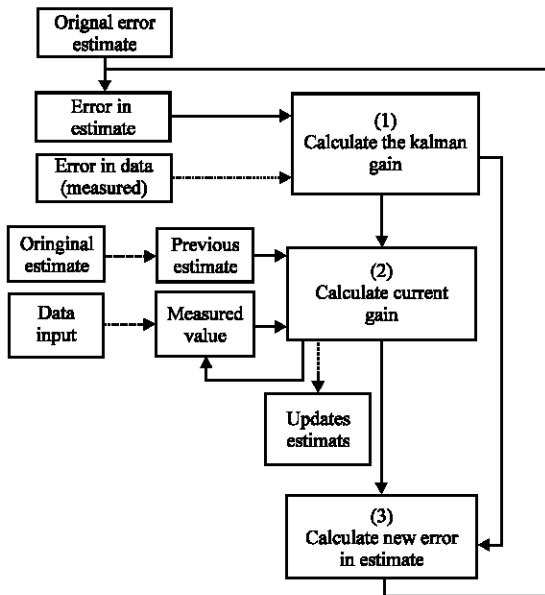 Orignal error
estimate
Error in
estimate
(1)
Calculate the kalman
gain
Error in data
(measured)
Oringinal
estimate
Previous
estimate
(2)
Calculate current
gain
Data
input
Measured
value
Updates
estimats
(3)
Calculate new error
in estimate